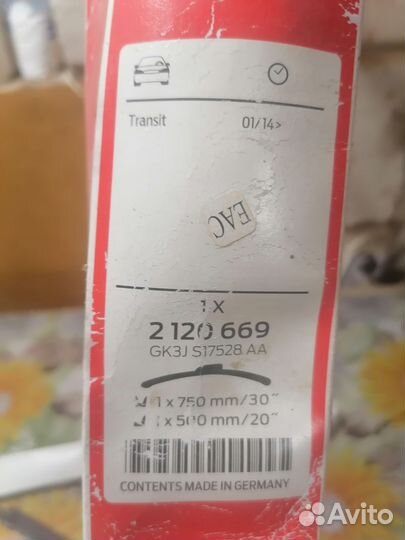 Transit 01/14>
EAC
1 X
2 120 669
GK3J S17528 AA
1 x 750 mm/30"
1 x 500 mm/20"
CONTENTS MADE IN GERMANY
Avito